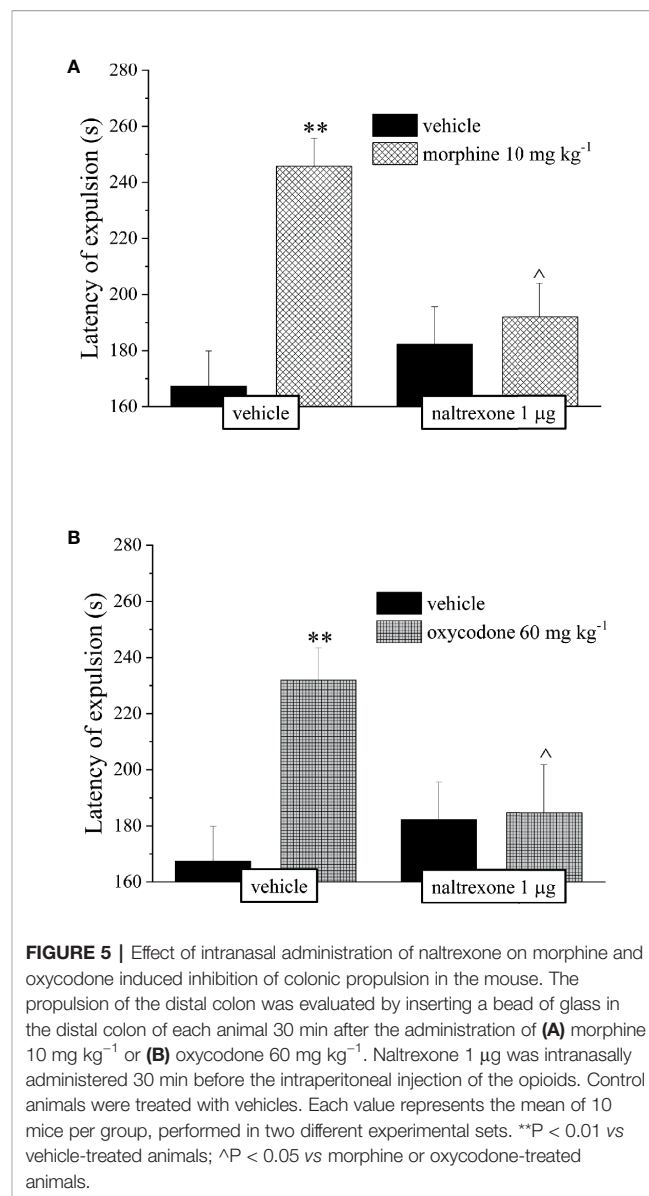 A
280
260
240
220
200
180
160
Latency of expulsion (s)
**
^
vehicle
morphine 10 mg kg⁻¹
vehicle
naltrexone 1 μg
B
280
260
240
220
200
180
160
Latency of expulsion (s)
**
^
vehicle
oxycodone 60 mg kg⁻¹
vehicle
naltrexone 1 μg
FIGURE 5 | Effect of intranasal administration of naltrexone on morphine and
oxycodone induced inhibition of colonic propulsion in the mouse. The
propulsion of the distal colon was evaluated by inserting a bead of glass in
the distal colon of each animal 30 min after the administration of (A) morphine
10 mg kg⁻¹ or (B) oxycodone 60 mg kg⁻¹. Naltrexone 1 μg was intranasally
administered 30 min before the intraperitoneal injection of the opioids. Control
animals were treated with vehicles. Each value represents the mean of 10
mice per group, performed in two different experimental sets. **P < 0.01 vs
vehicle-treated animals; ^P < 0.05 vs morphine or oxycodone-treated
animals.